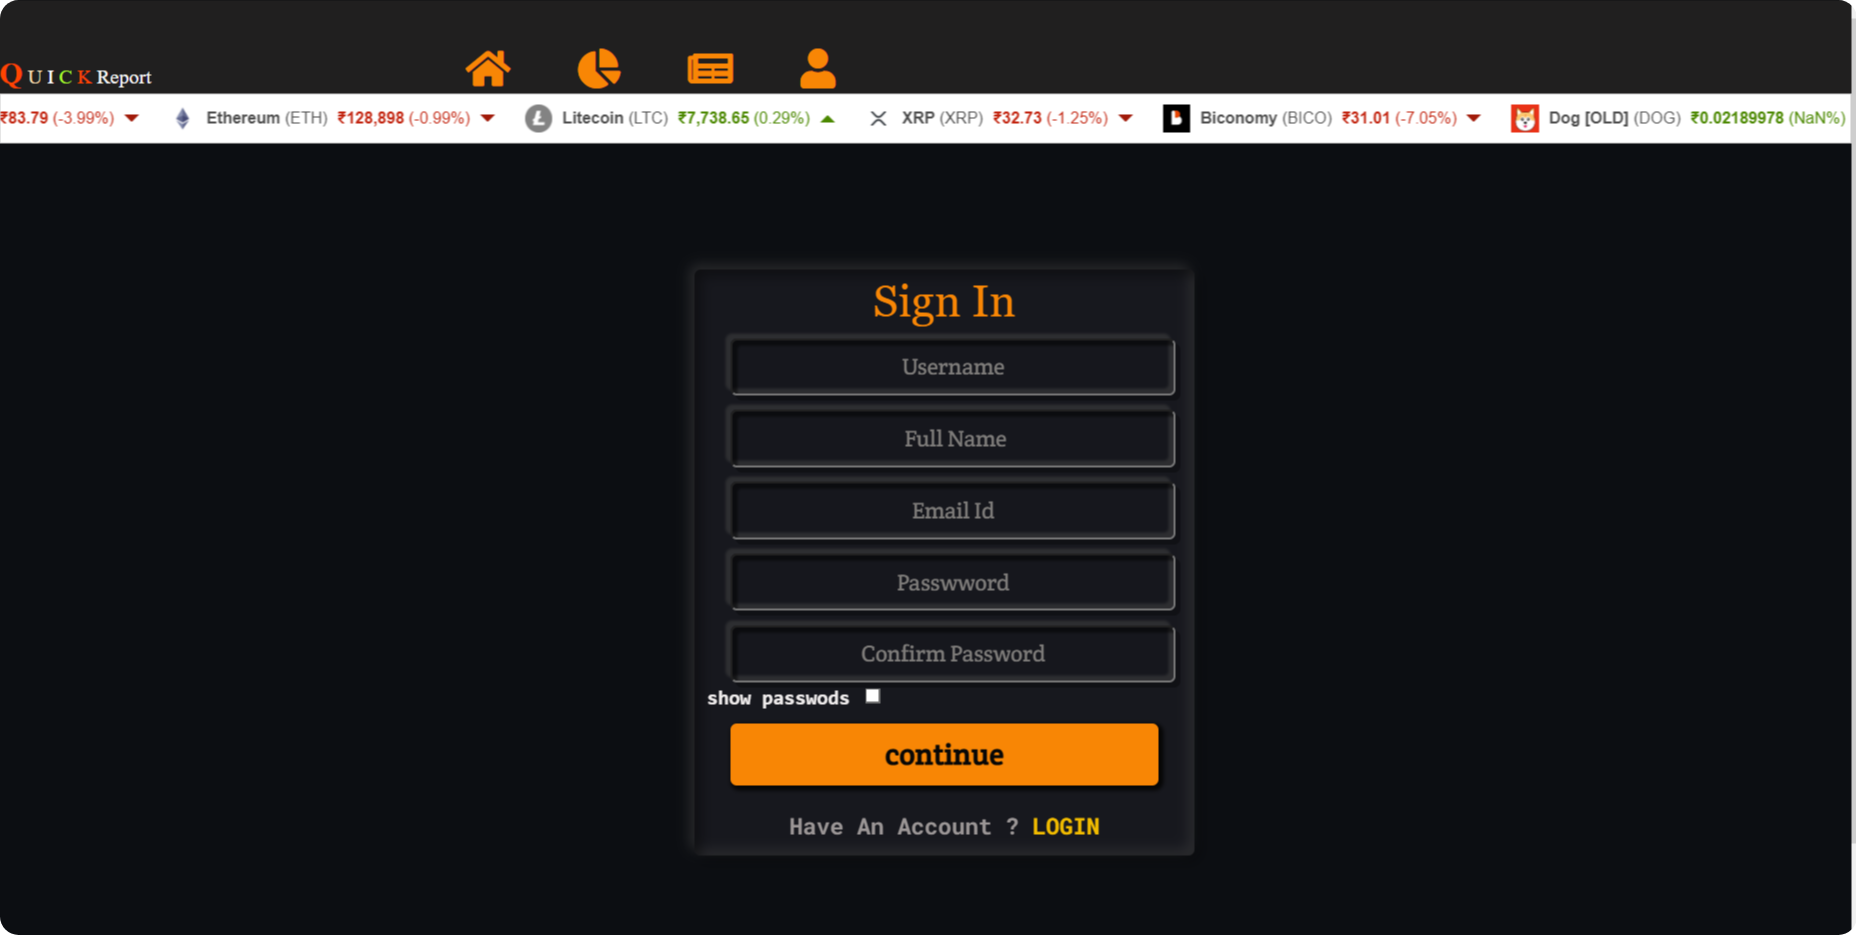 QUICK Report
₹83.79 (-3.99%) Ethereum (ETH) ₹128,898 (-0.99%) Litecoin (LTC) ₹7,738.65 (0.29%) XRP (XRP) ₹32.73 (-1.25%) Biconomy (BICO) ₹31.01 (-7.05%) Dog [OLD] (DOG) ₹0.02189978 (NaN%)
Sign In
Username
Full Name
Email Id
Passwword
Confirm Password
show passwods
continue
Have An Account ? LOGIN